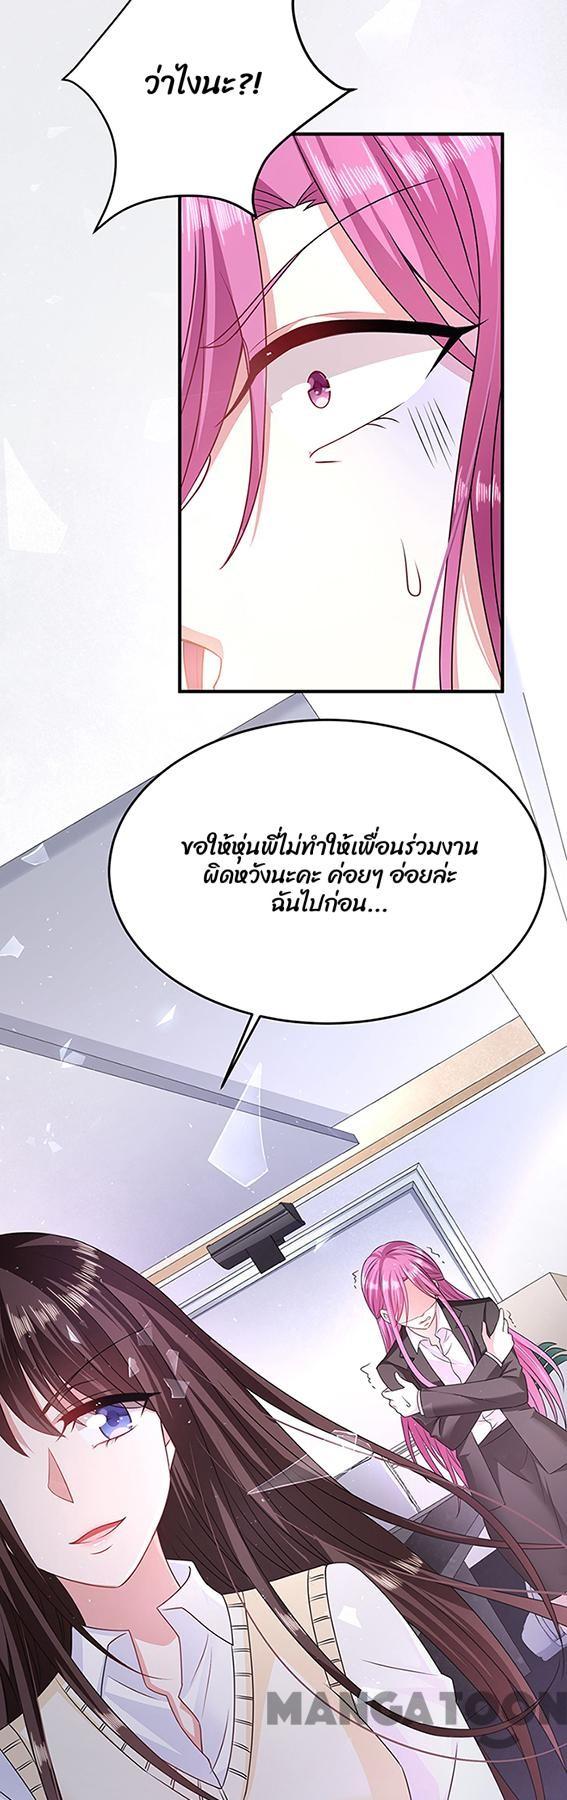 ว่าไงนะ?!
ขอให้หุ่นพี่ไม่ทำให้เพื่อนร่วมงาน
ผิดหวังนะคะ ค่อยๆ อ่อยล่ะ
ฉันไปก่อน...
MANGATOON